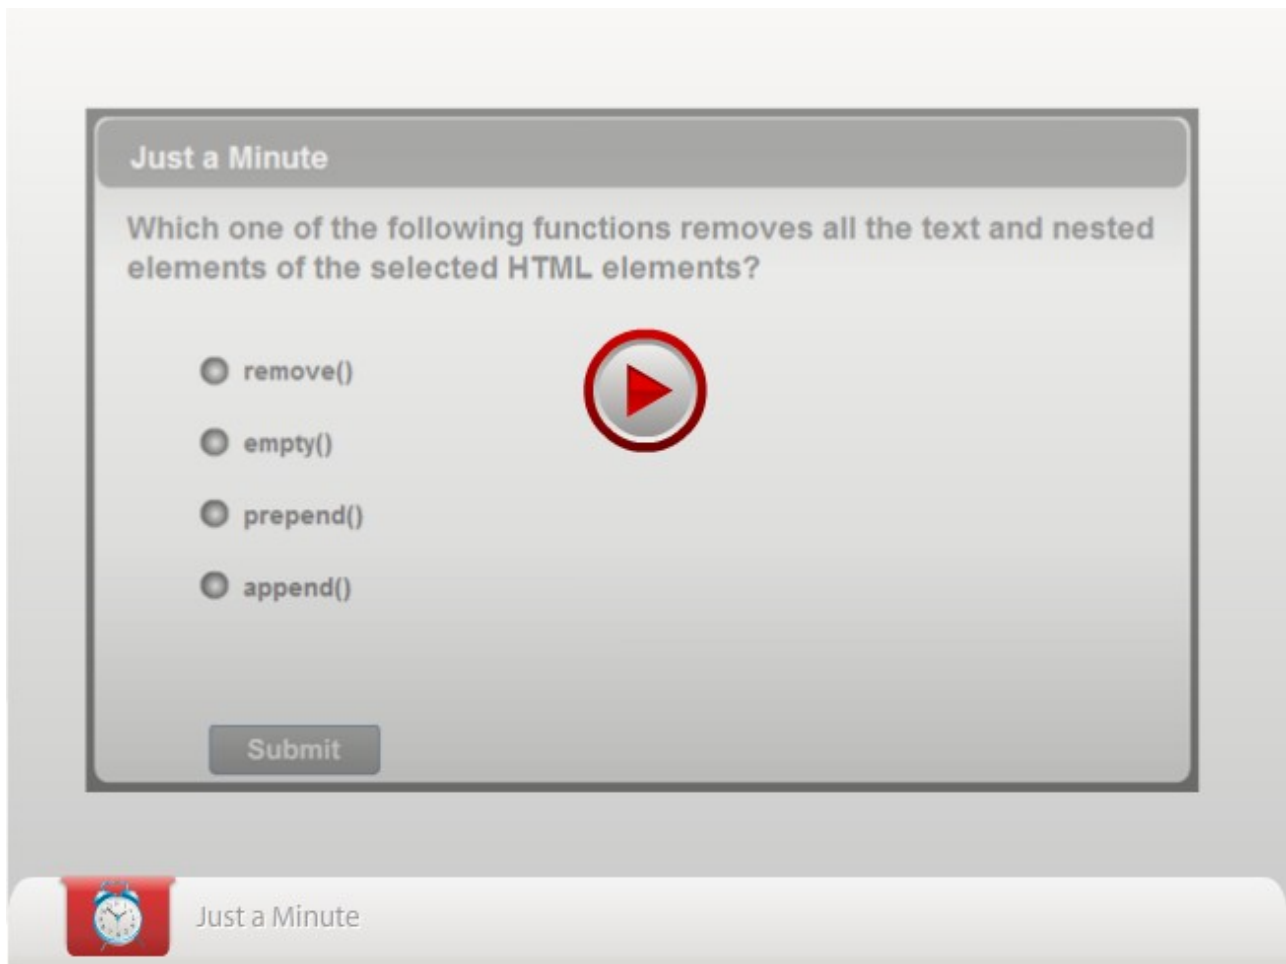 Just a Minute
Which one of the following functions removes all the text and nested
elements of the selected HTML elements?
remove()
empty()
prepend()
append()
Submit
Just a Minute